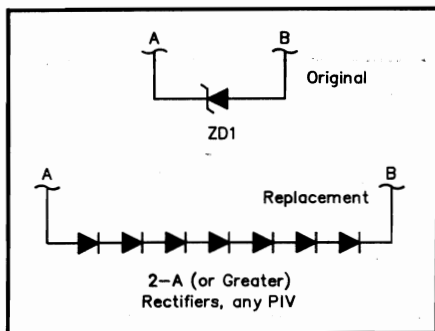 A B
Original
ZD1
A B
Replacement
2-A (or Greater)
Rectifiers, any PIV